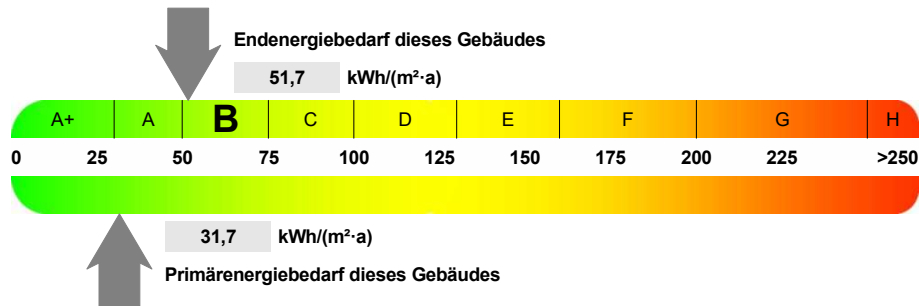 Endenergiebedarf dieses Gebäudes
51,7 kWh/(m²·a)
A+ A B C D E F G H
0 25 50 75 100 125 150 175 200 225 >250
31,7 kWh/(m²·a)
Primärenergiebedarf dieses Gebäudes